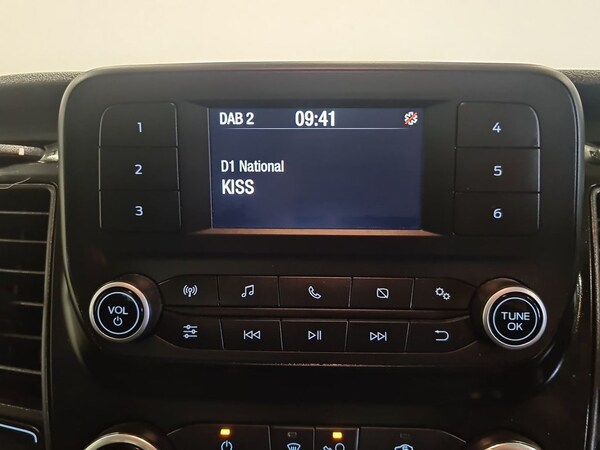 DAB 2 09:41
D1 National
KISS
1
2
3
4
5
6
VOL
TUNE
OK